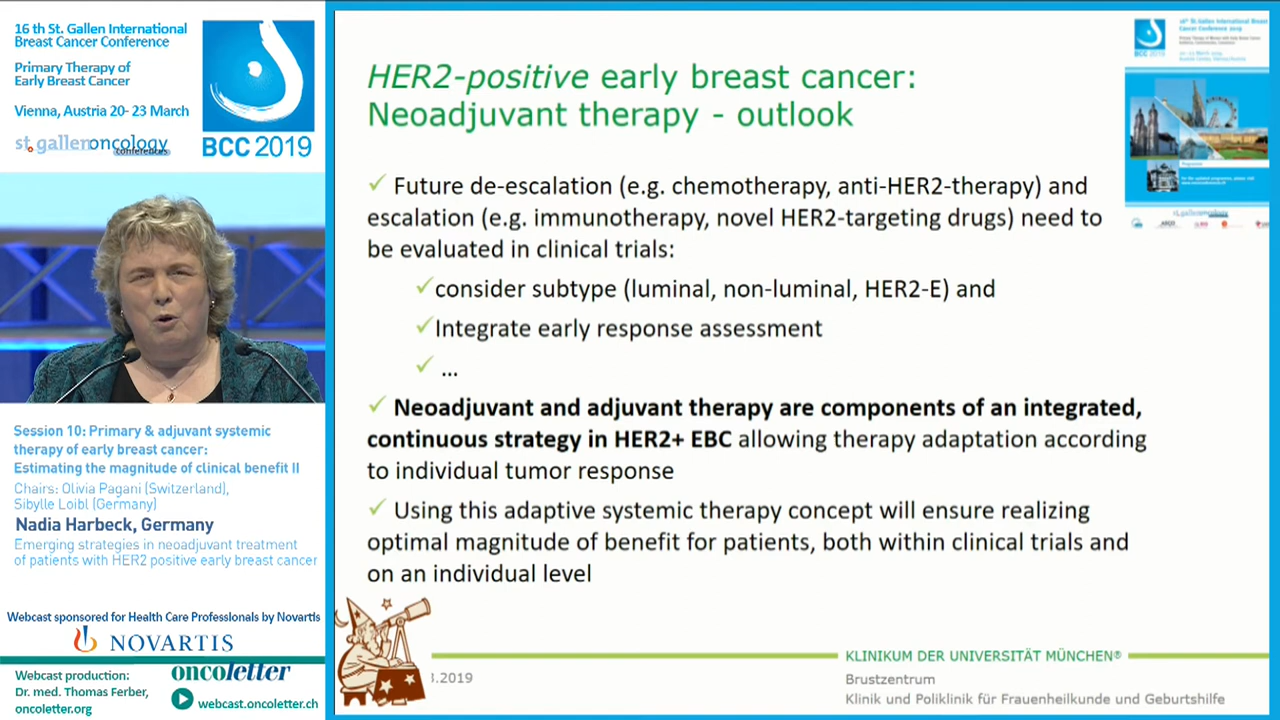 16 th St. Gallen International
Breast Cancer Conference
Primary Therapy of
Early Breast Cancer
Vienna, Austria 20- 23 March
st.gallenoncology
conferences
BCC 2019
Session 10: Primary & adjuvant systemic
therapy of early breast cancer:
Estimating the magnitude of clinical benefit II
Chairs: Olivia Pagani (Switzerland),
Sibylle Loibl (Germany)
Nadia Harbeck, Germany
Emerging strategies in neoadjuvant treatment
of patients with HER2 positive early breast cancer
Webcast sponsored for Health Care Professionals by Novartis
NOVARTIS
Webcast production:
Dr. med. Thomas Ferber,
oncoletter.org
oncoletter
webcast.oncoletter.ch
HER2-positive early breast cancer:
Neoadjuvant therapy - outlook
✓ Future de-escalation (e.g. chemotherapy, anti-HER2-therapy) and
escalation (e.g. immunotherapy, novel HER2-targeting drugs) need to
be evaluated in clinical trials:
✓consider subtype (luminal, non-luminal, HER2-E) and
✓Integrate early response assessment
✓ ...
✓ Neoadjuvant and adjuvant therapy are components of an integrated,
continuous strategy in HER2+ EBC allowing therapy adaptation according
to individual tumor response
✓ Using this adaptive systemic therapy concept will ensure realizing
optimal magnitude of benefit for patients, both within clinical trials and
on an individual level
BCC 2019
.2019
KLINIKUM DER UNIVERSITÄT MÜNCHEN®
Brustzentrum
Klinik und Poliklinik für Frauenheilkunde und Geburtshilfe